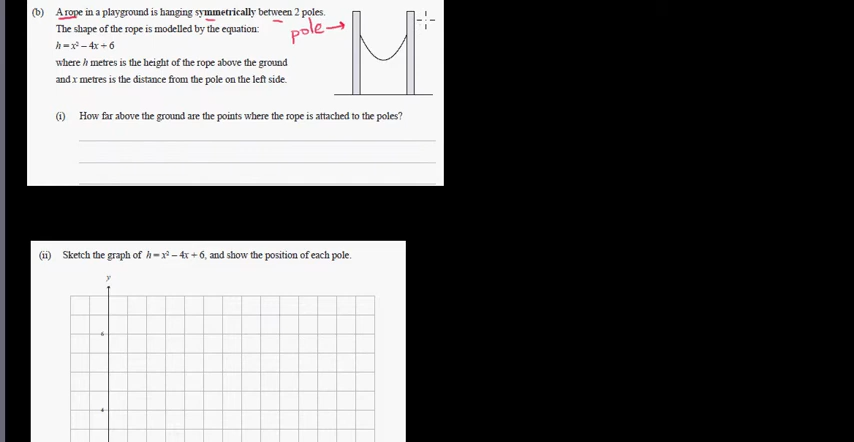 (b) A rope in a playground is hanging symmetrically between 2 poles.
pole
The shape of the rope is modelled by the equation:
h = x² – 4x + 6
where h metres is the height of the rope above the ground
and x metres is the distance from the pole on the left side.
(i) How far above the ground are the points where the rope is attached to the poles?
(ii) Sketch the graph of h = x² – 4x + 6, and show the position of each pole.
y
6
4